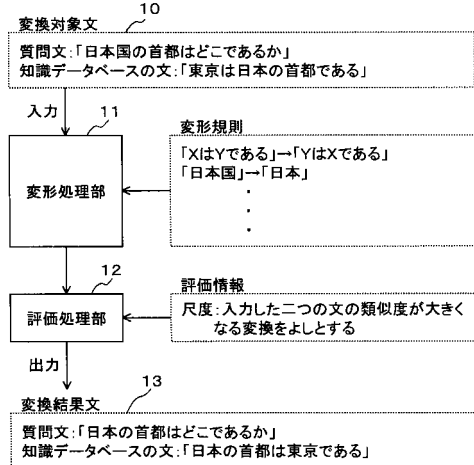 10
変換対象文
質問文:「日本国の首都はどこであるか」
知識データベースの文:「東京は日本の首都である」
入力
11
変形規則
変形処理部
「XはYである」→「YはXである」
「日本国」→「日本」
・
・
・
12
評価情報
評価処理部
尺度:入力した二つの文の類似度が大きく
なる変換をよしとする
出力
13
変換結果文
質問文:「日本の首都はどこであるか」
知識データベースの文:「日本の首都は東京である」